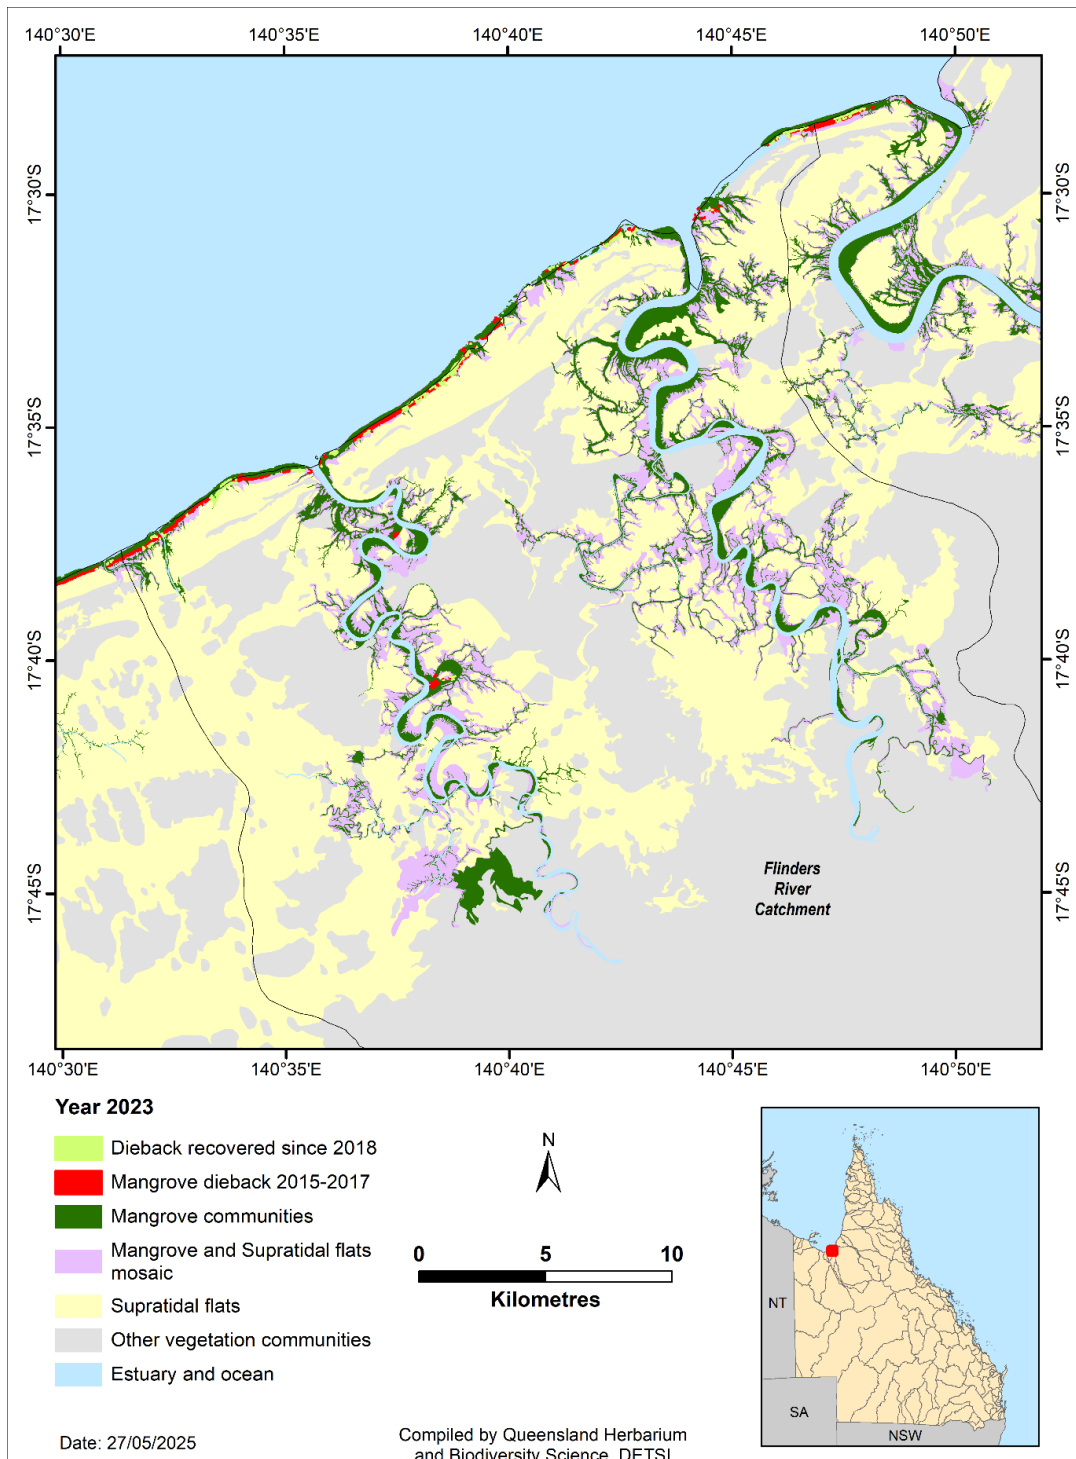 140°30'E 140°35'E 140°40'E 140°45'E 140°50'E
17°30'S 17°30'S
17°35'S 17°35'S
17°40'S 17°40'S
17°45'S 17°45'S
Flinders
River
Catchment
140°30'E 140°35'E 140°40'E 140°45'E 140°50'E
Year 2023
Dieback recovered since 2018
Mangrove dieback 2015-2017
Mangrove communities
Mangrove and Supratidal flats
mosaic
Supratidal flats
Other vegetation communities
Estuary and ocean
N
0 5 10
Kilometres
NT
SA
NSW
Date: 27/05/2025
Compiled by Queensland Herbarium
and Biodiversity Science, DETSI